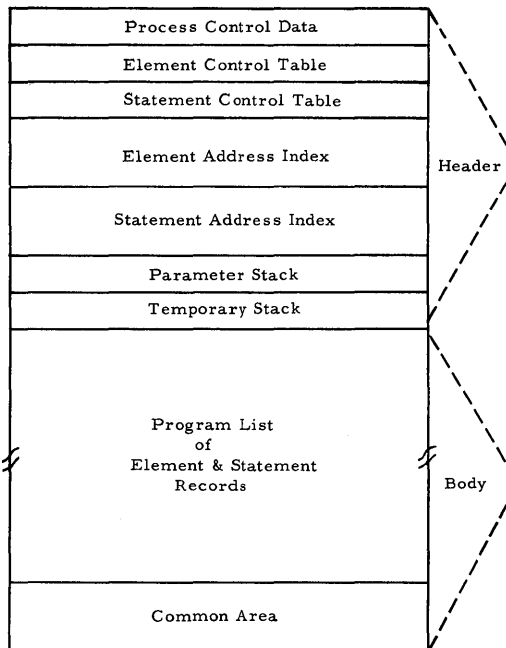 Process Control Data
Element Control Table
Statement Control Table
Element Address Index
Header
Statement Address Index
Parameter Stack
Temporary Stack
Program List
of
Element & Statement
Records
Body
Common Area